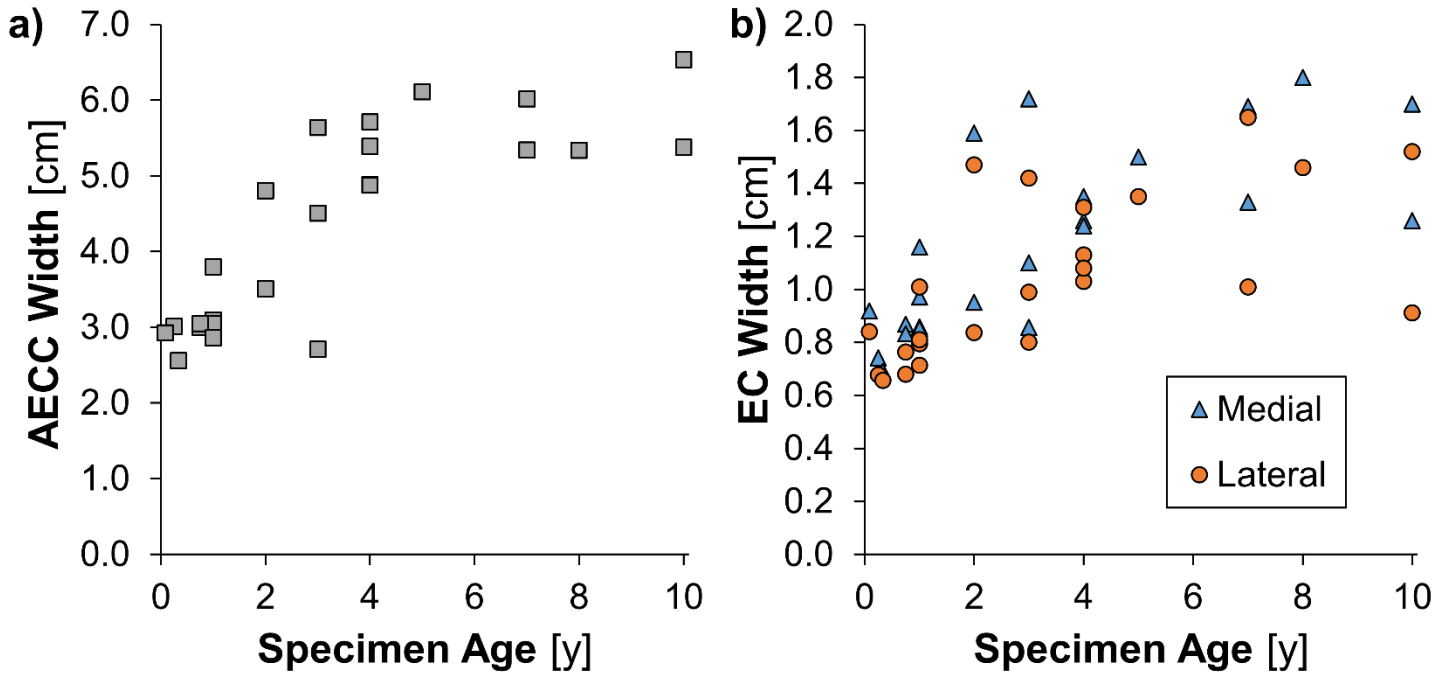 a)
7.0
6.0
5.0
4.0
3.0
2.0
1.0
0.0
AECC Width [cm]
0 2 4 6 8 10
Specimen Age [y]
b)
2.0
1.8
1.6
1.4
1.2
1.0
0.8
0.6
0.4
0.2
0.0
EC Width [cm]
Medial
Lateral
0 2 4 6 8 10
Specimen Age [y]